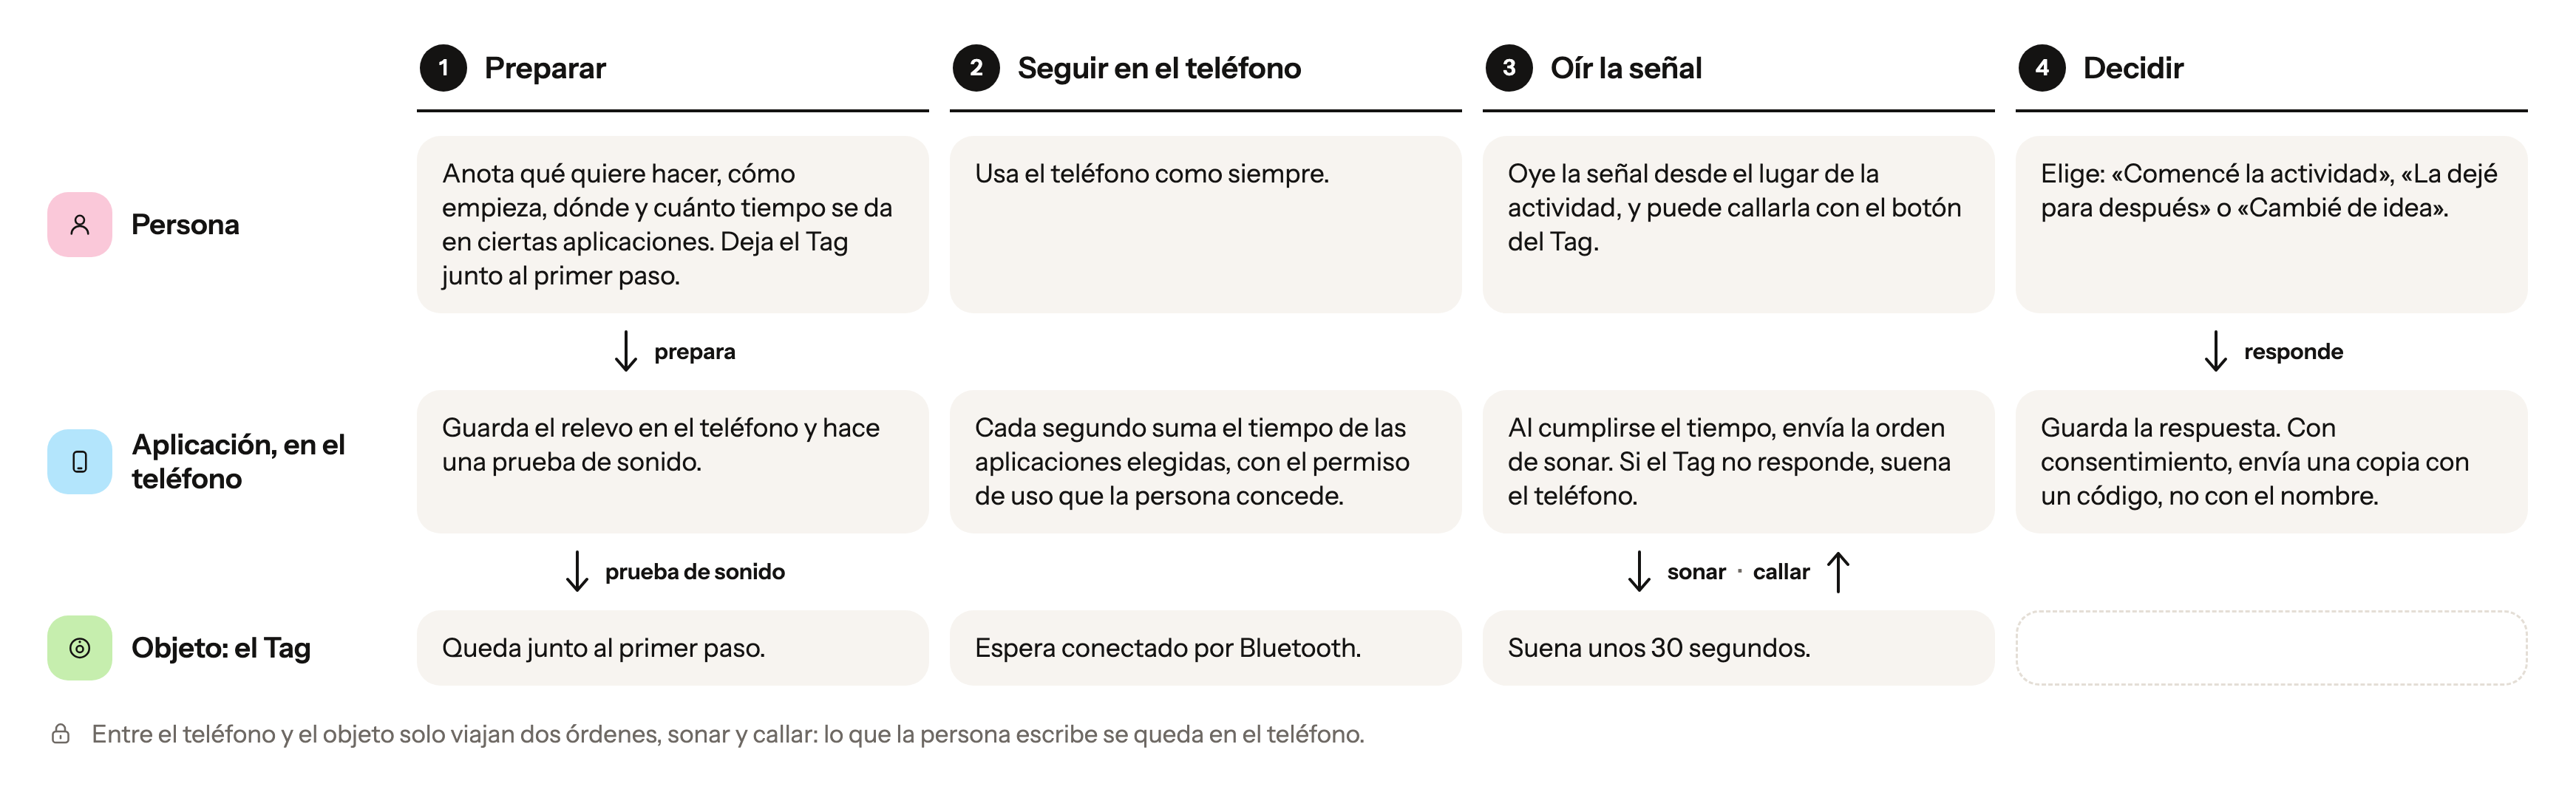 1 Preparar
2 Seguir en el teléfono
3 Oír la señal
4 Decidir
Persona
Anota qué quiere hacer, cómo
empieza, dónde y cuánto tiempo se da
en ciertas aplicaciones. Deja el Tag
junto al primer paso.
Usa el teléfono como siempre.
Oye la señal desde el lugar de la
actividad, y puede callarla con el botón
del Tag.
Elige: «Comencé la actividad», «La dejé
para después» o «Cambié de idea».
prepara
responde
Aplicación, en el
teléfono
Guarda el relevo en el teléfono y hace
una prueba de sonido.
Cada segundo suma el tiempo de las
aplicaciones elegidas, con el permiso
de uso que la persona concede.
Al cumplirse el tiempo, envía la orden
de sonar. Si el Tag no responde, suena
el teléfono.
Guarda la respuesta. Con
consentimiento, envía una copia con
un código, no con el nombre.
prueba de sonido
sonar · callar
Objeto: el Tag
Queda junto al primer paso.
Espera conectado por Bluetooth.
Suena unos 30 segundos.
Entre el teléfono y el objeto solo viajan dos órdenes, sonar y callar: lo que la persona escribe se queda en el teléfono.